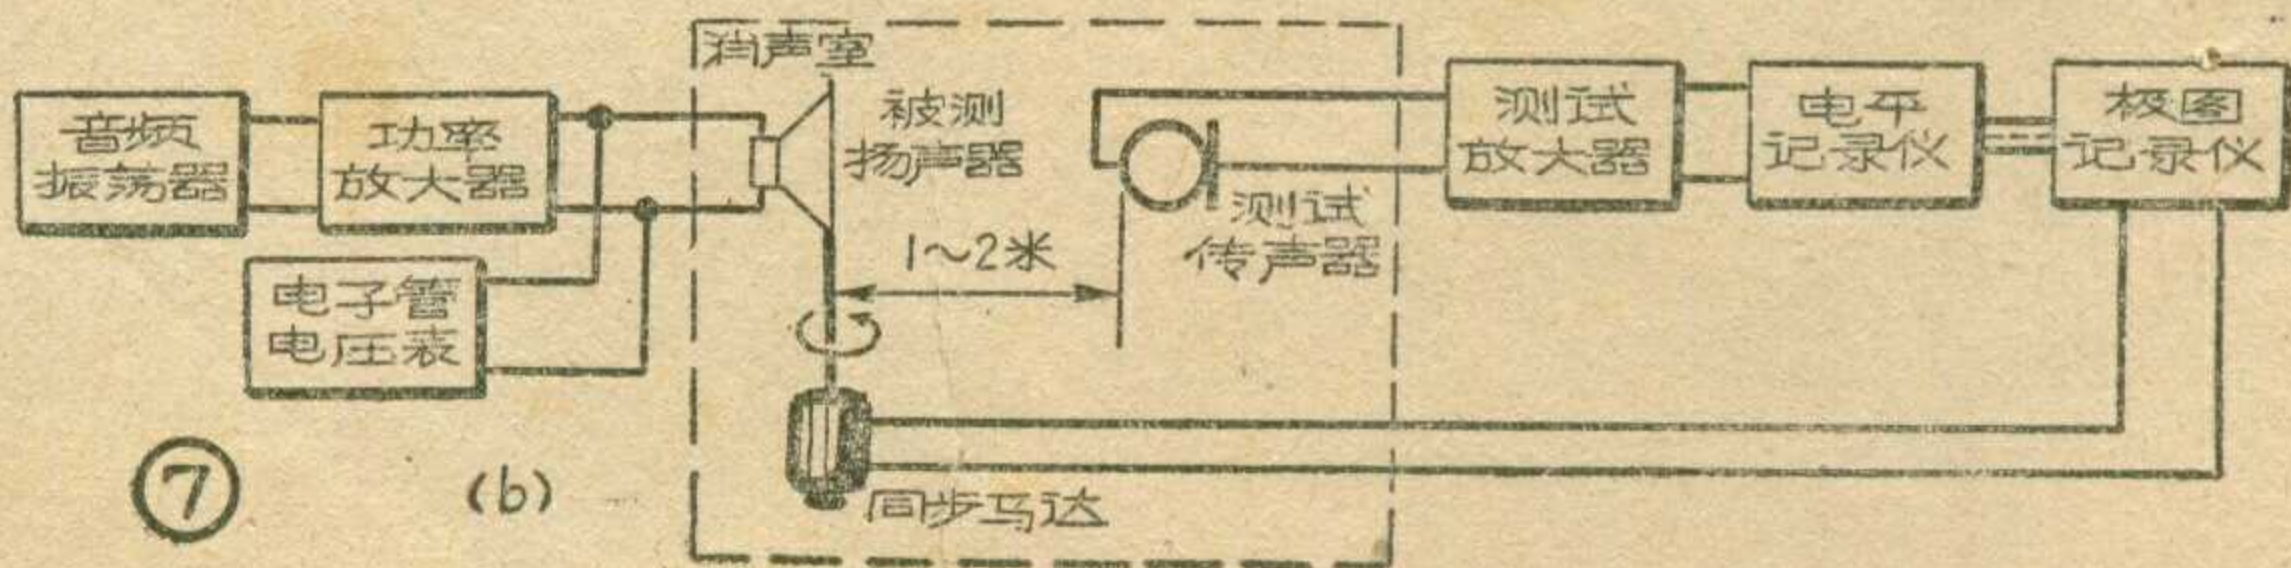 消声室
音频
振荡器
功率
放大器
电子管
电压表
被测
扬声器
1~2米
测试
传声器
同步马达
测试
放大器
电平
记录仪
极图
记录仪
⑦
(b)